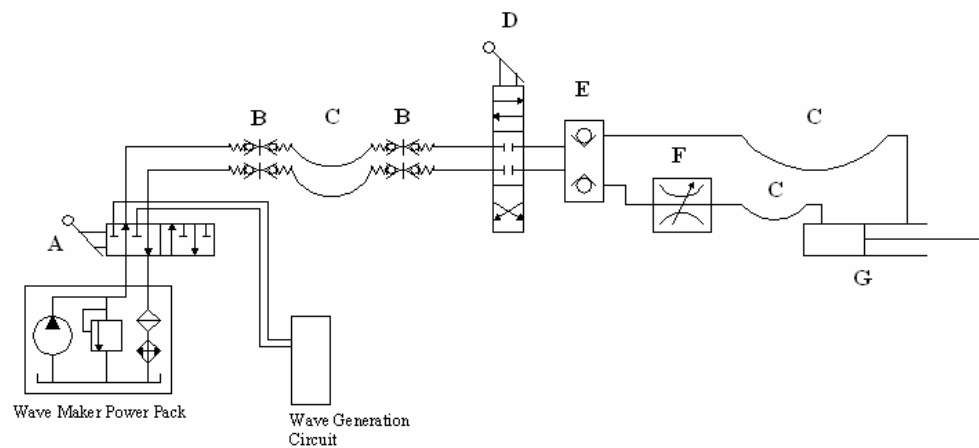 D
B C B
E
C
F
C
A
G
Wave Maker Power Pack
Wave Generation
Circuit